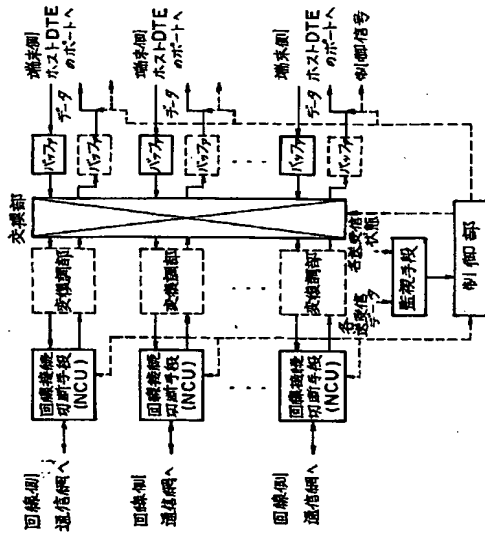 交換部
端末側
ホストDTE
のポートへ
データ
バッファ
バッファ
変復調部
回線接続
切断手段
(NCU)
回線側
通信網へ
端末側
ホストDTE
のポートへ
データ
バッファ
バッファ
変復調部
回線接続
切断手段
(NCU)
回線側
通信網へ
端末側
ホストDTE
のポートへ
データ
制御信号
バッファ
バッファ
変復調部
回線接続
切断手段
(NCU)
回線側
通信網へ
各送受信
状態
各
送受信
データ
監視手段
制御部